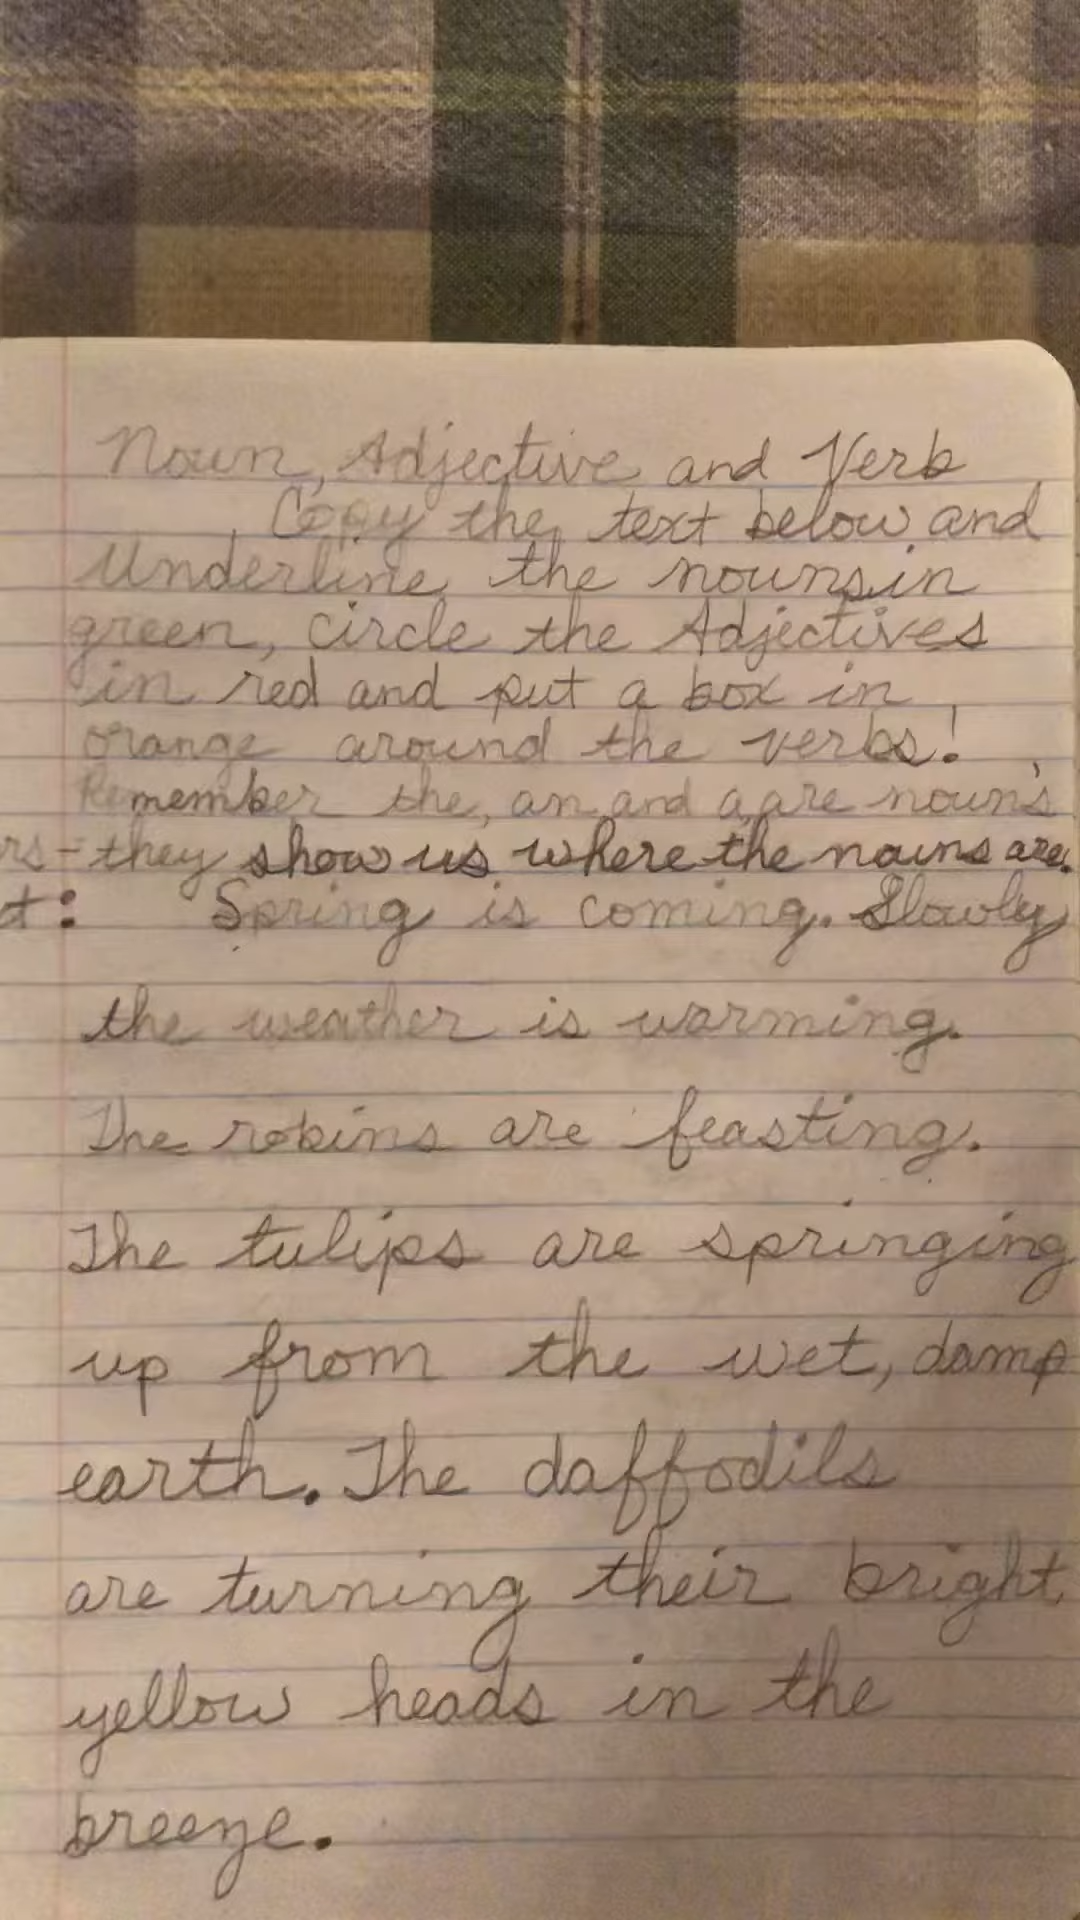 Noun, Adjective and Verb
Copy the text below and
Underline the nouns in
green, circle the Adjectives
in red and put a box in
orange around the verbs!
Remember the, an and a, are noun's
rs - they show us where the nouns are.
t: Spring is coming. Slowly
the weather is warming.
The robins are feasting.
The tulips are springing
up from the wet, damp
earth. The daffodils
are turning their bright
yellow heads in the
breeze.